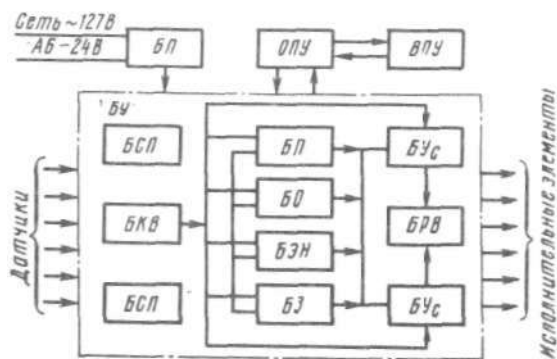 Сеть ~127В
АБ-24В
БП
ОПУ
ВПУ
БУ
БСП
БП
БУс
БО
БКВ
БРВ
БЭН
БСП
БЗ
БУс
Датчики
Исполнительные элементы